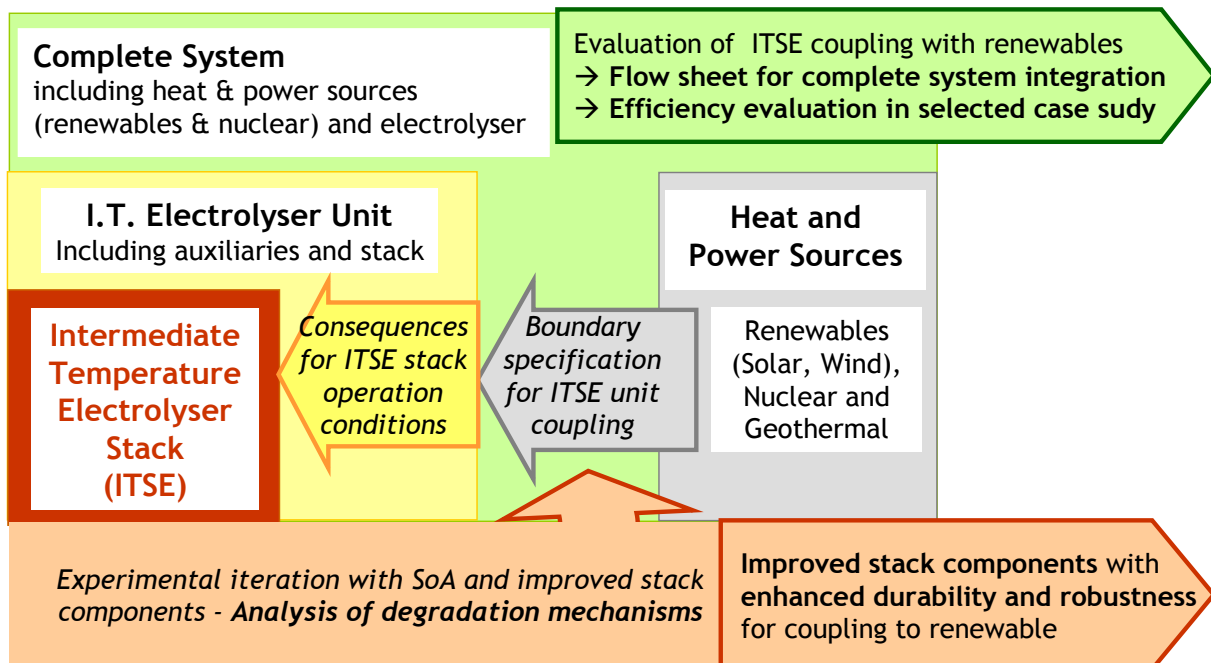 Complete System
including heat & power sources
(renewables & nuclear) and electrolyser
Evaluation of ITSE coupling with renewables
→ Flow sheet for complete system integration
→ Efficiency evaluation in selected case sudy
I.T. Electrolyser Unit
Including auxiliaries and stack
Heat and
Power Sources
Intermediate
Temperature
Electrolyser
Stack
(ITSE)
Consequences
for ITSE stack
operation
conditions
Boundary
specification
for ITSE unit
coupling
Renewables
(Solar, Wind),
Nuclear and
Geothermal
Experimental iteration with SoA and improved stack
components - Analysis of degradation mechanisms
Improved stack components with
enhanced durability and robustness
for coupling to renewable